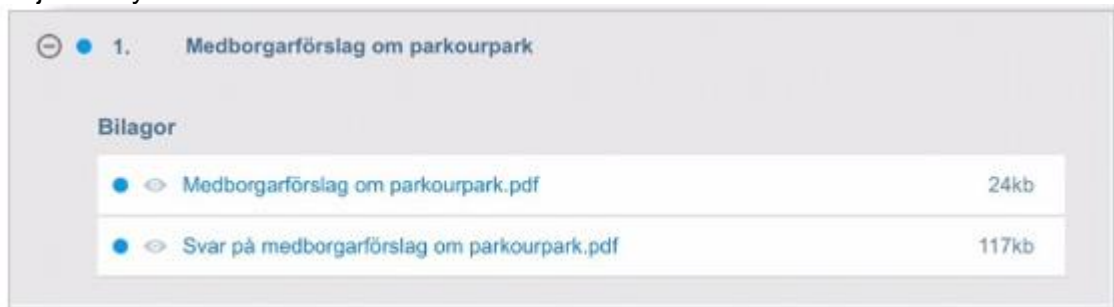 1. Medborgarförslag om parkourpark
Bilagor
Medborgarförslag om parkourpark.pdf 24kb
Svar på medborgarförslag om parkourpark.pdf 117kb